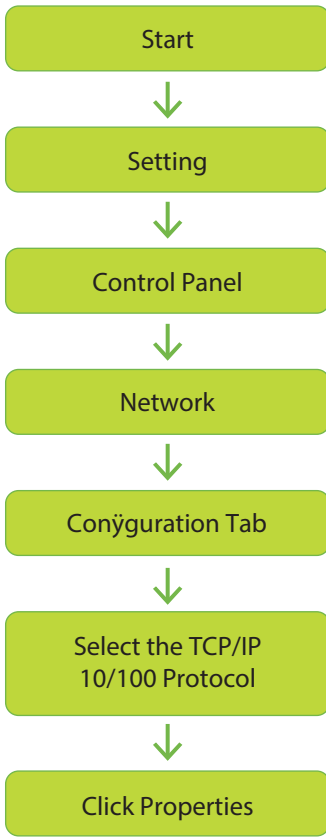 Start
Setting
Control Panel
Network
Conÿguration Tab
Select the TCP/IP
10/100 Protocol
Click Properties